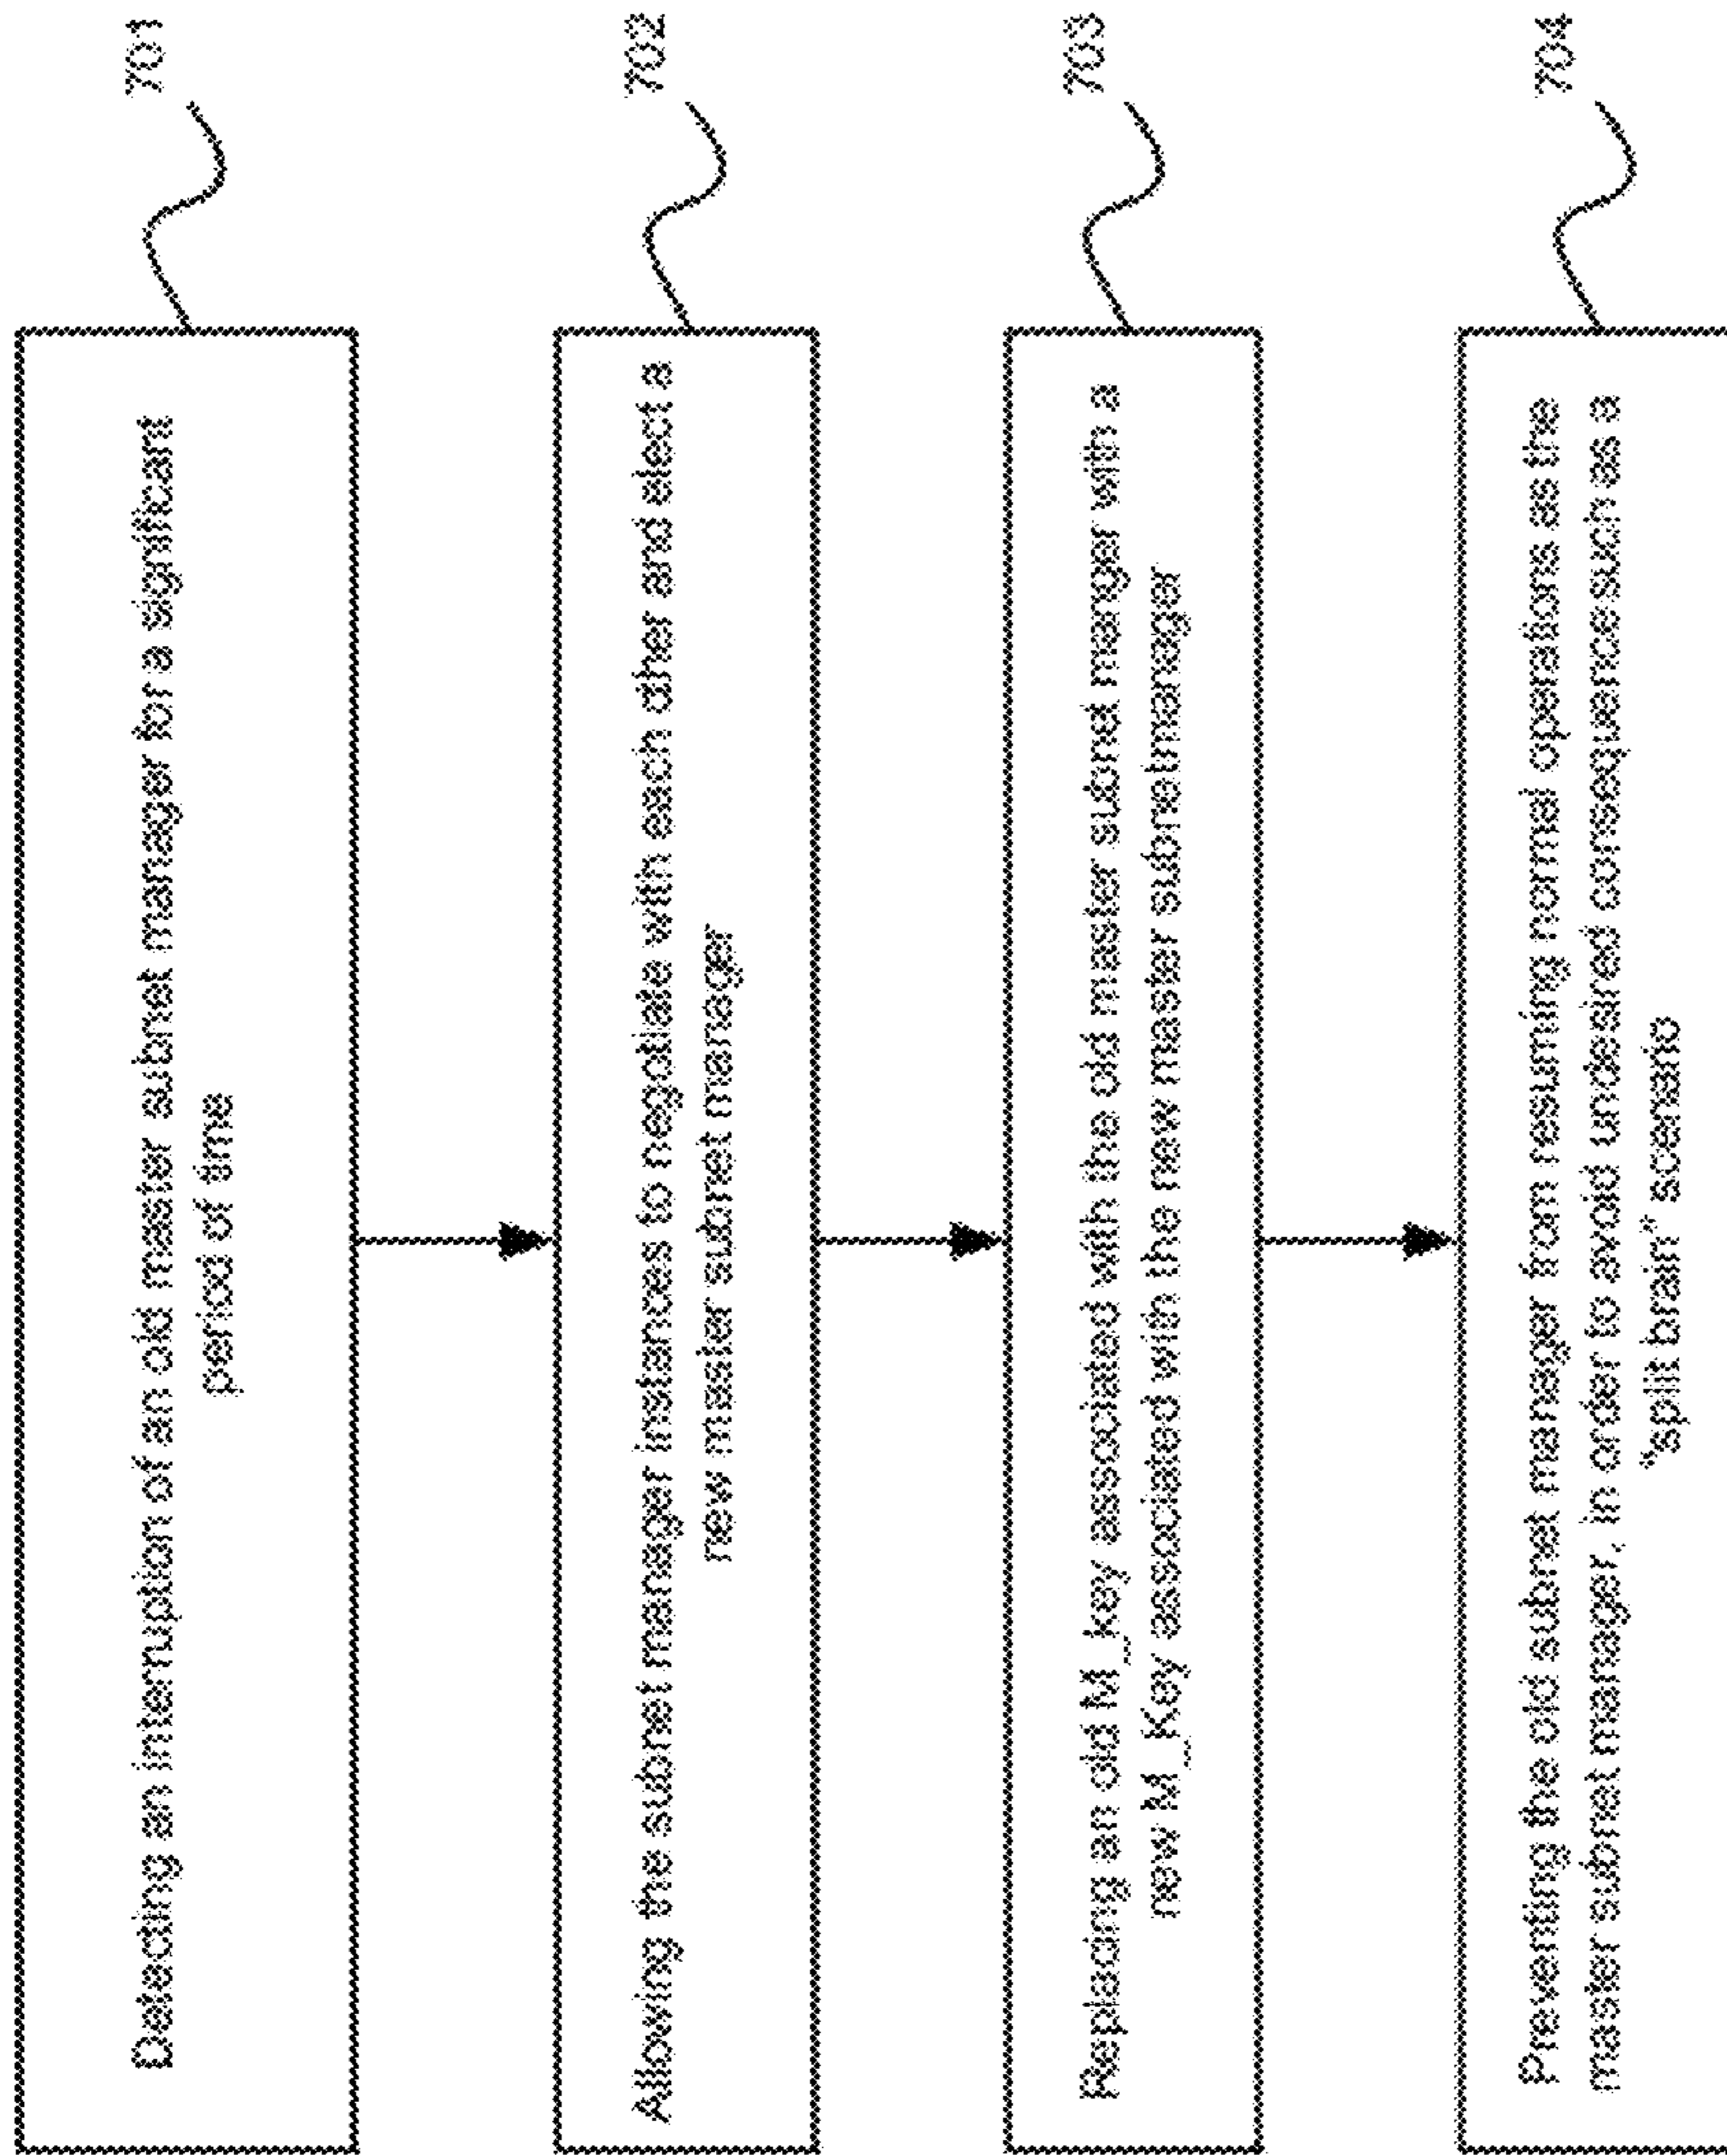 Detecting an interruption of an old master subnet manager for a significant
period of time
701
Allowing the subnet manager instances to negotiate with each other and elect a
new master subnet manager
702
Replacing an old M_key associated with the old master subnet manger with a
new M_Key associated with the new master subnet manager
703
Preventing the old subnet manager from resuming normal operations as the
master subnet manager, in order to avoid undesired consequence such as a
"split brain" scenario
704